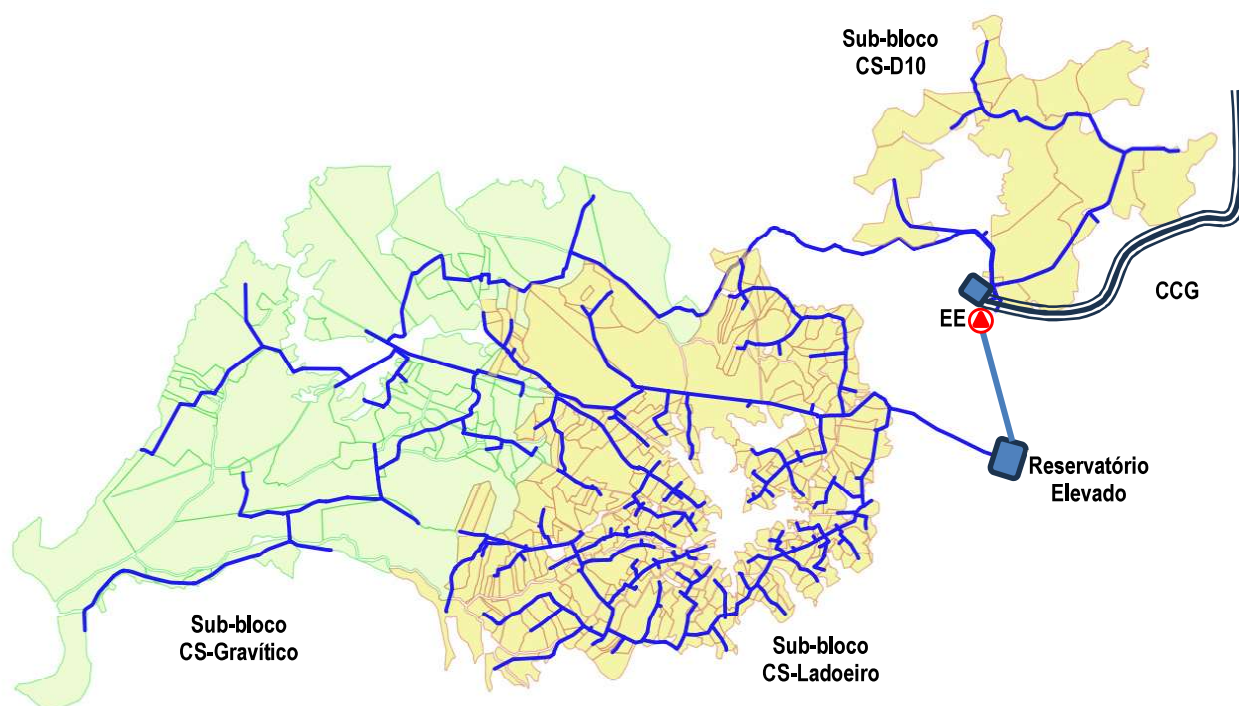 Sub-bloco
CS-D10
CCG
EE
Reservatório
Elevado
Sub-bloco
CS-Gravítico
Sub-bloco
CS-Ladoeiro